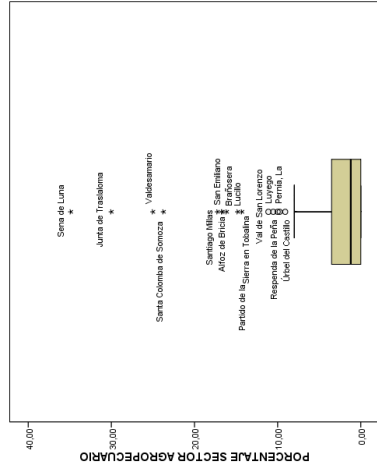 PORCENTAJE SECTOR AGROPECUARIO
40,00
30,00
20,00
10,00
0,00
Sena de Luna
Junta de Traslaloma
Valdesamario
Santa Colomba de Somoza
Santiago Millas
San Emiliano
Alfoz de Bricia
Brañosera
Lucillo
Partido de la Sierra en Tobalina
Val de San Lorenzo
Luyego
Respenda de la Peña
Pernía, La
Úrbel del Castillo